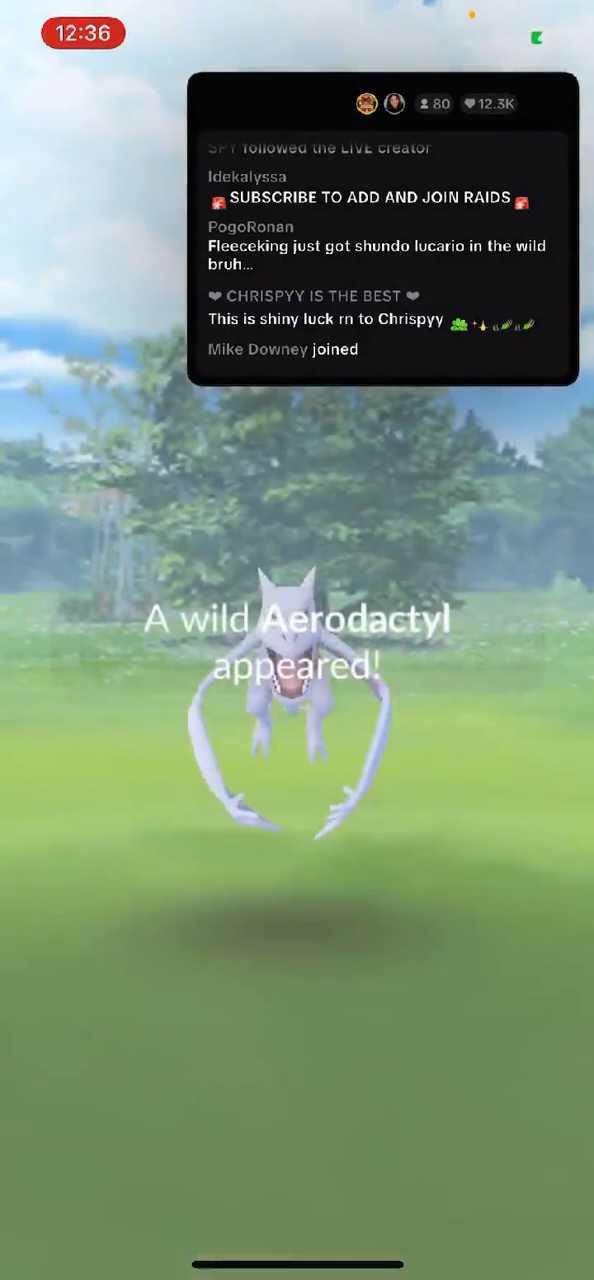 12:36
80
12.3K
SPY followed the LIVE creator
Idekalyssa
🚨SUBSCRIBE TO ADD AND JOIN RAIDS🚨
PogoRonan
Fleeceking just got shundo lucario in the wild
bruh...
❤ CHRISPYY IS THE BEST ❤
This is shiny luck rn to Chrispyy
Mike Downey joined
A wild Aerodactyl
appeared!